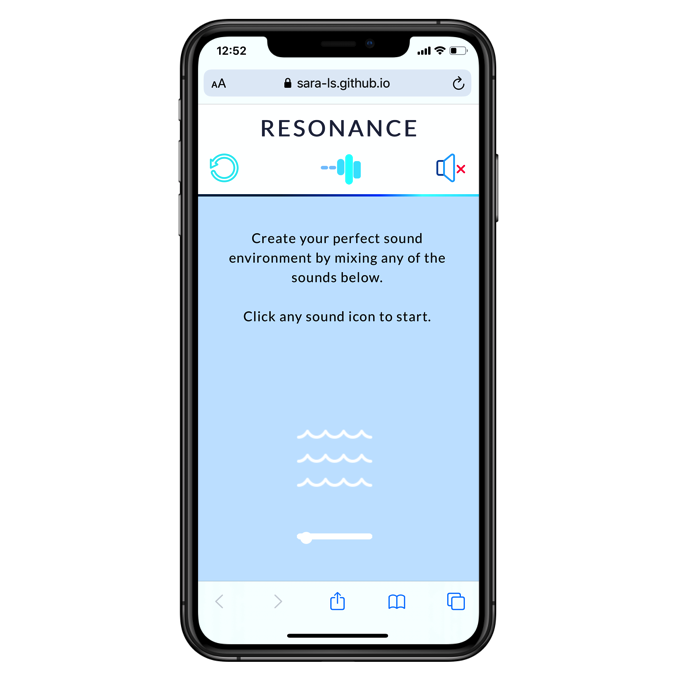 12:52
AA sara-ls.github.io
RESONANCE
Create your perfect sound
environment by mixing any of the
sounds below.
Click any sound icon to start.